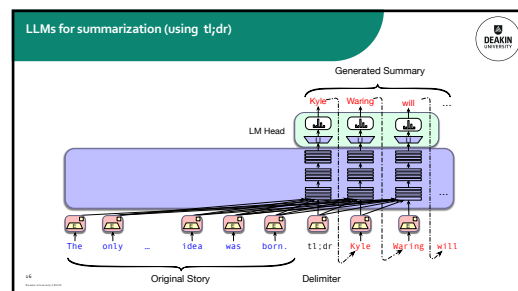 LLMs for summarization (using tl;dr)
DEAKIN
UNIVERSITY
Generated Summary
Kyle Waring will …
LM Head
…
E E E E E E E E
The only … idea was born. tl;dr Kyle Waring will
Original Story Delimiter